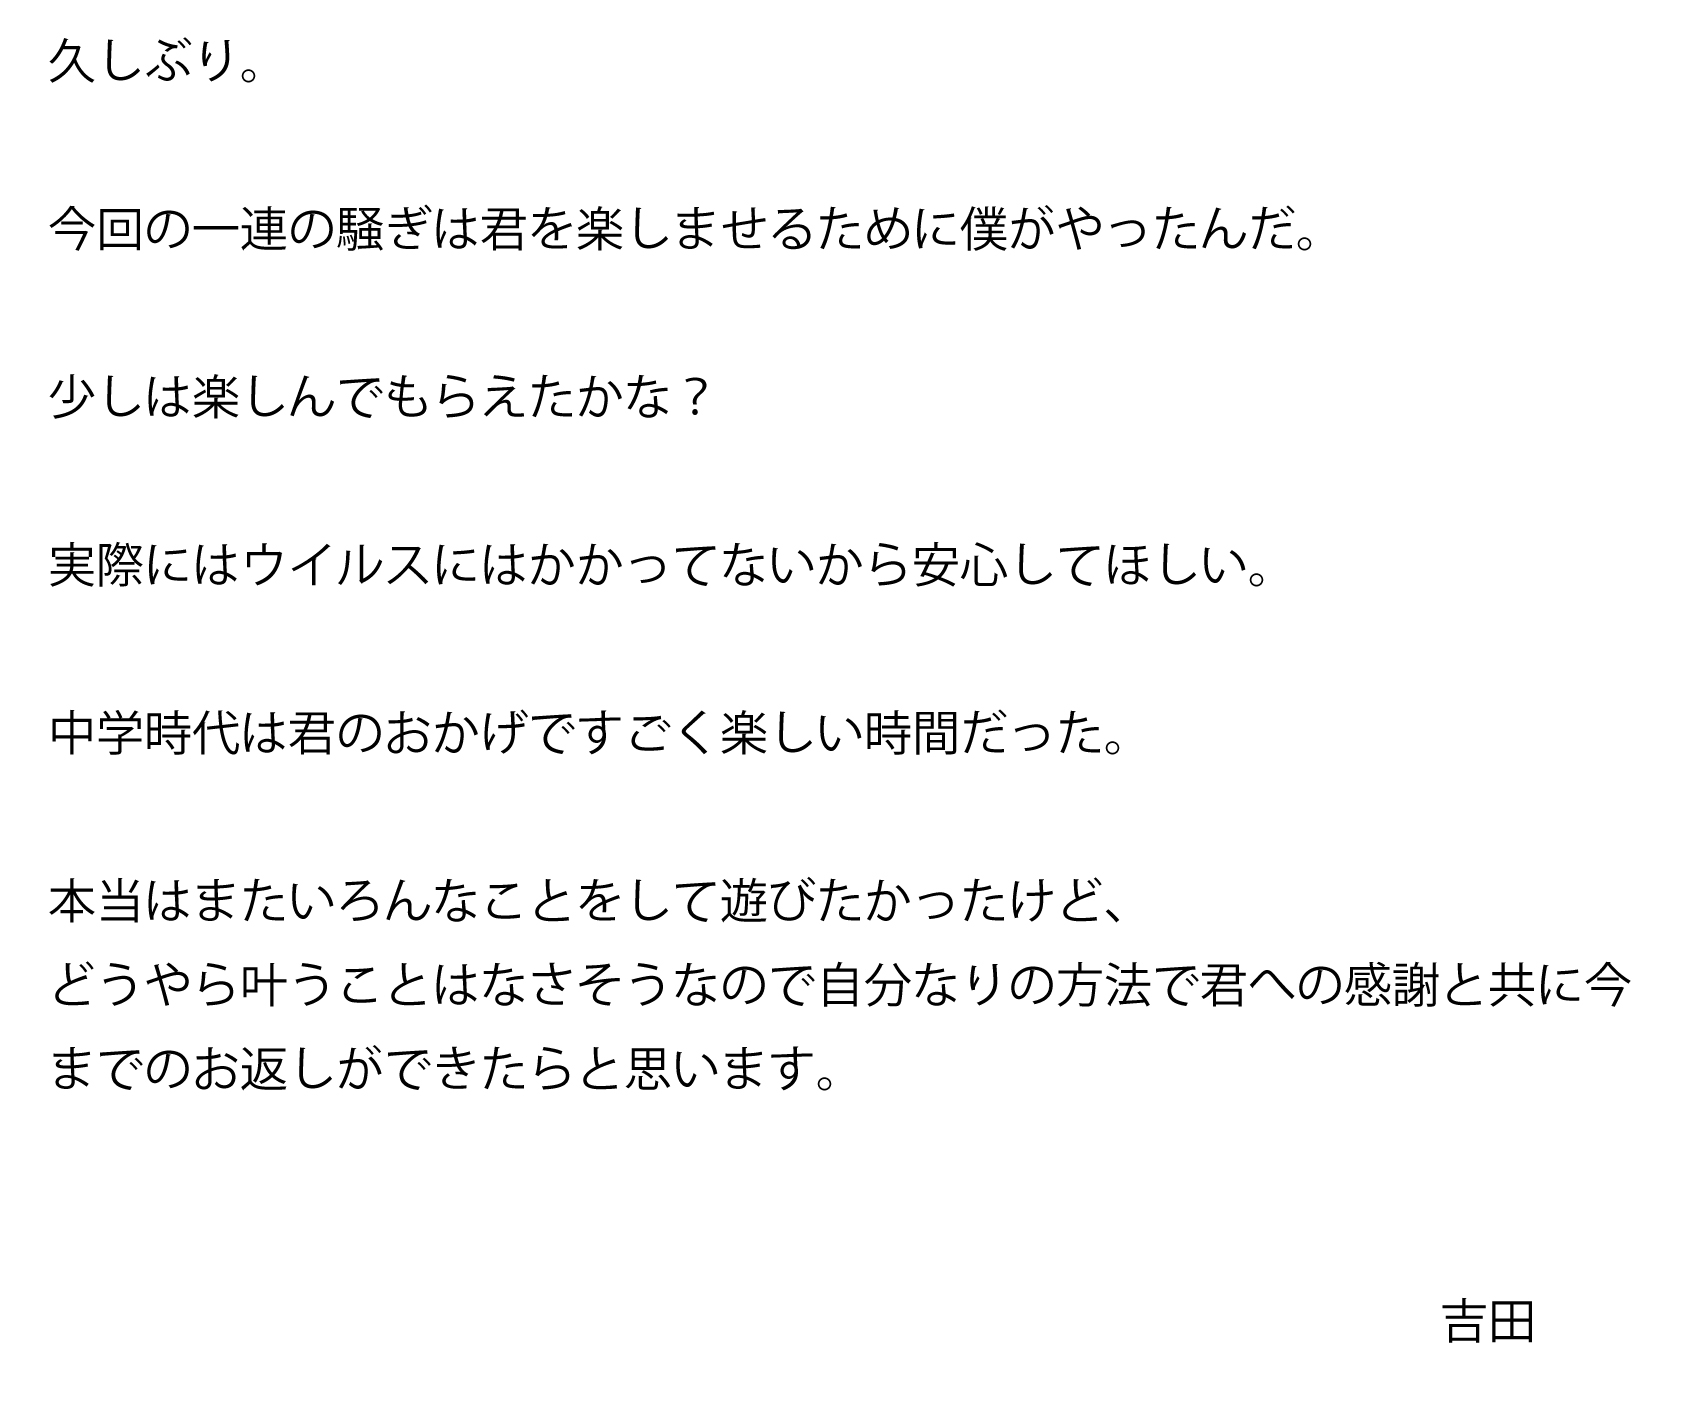 久しぶり。
今回の一連の騒ぎは君を楽しませるために僕がやったんだ。
少しは楽しんでもらえたかな？
実際にはウイルスにはかかってないから安心してほしい。
中学時代は君のおかげですごく楽しい時間だった。
本当はまたいろんなことをして遊びたかったけど、
どうやら叶うことはなさそうなので自分なりの方法で君への感謝と共に今
までのお返しができたらと思います。
吉田